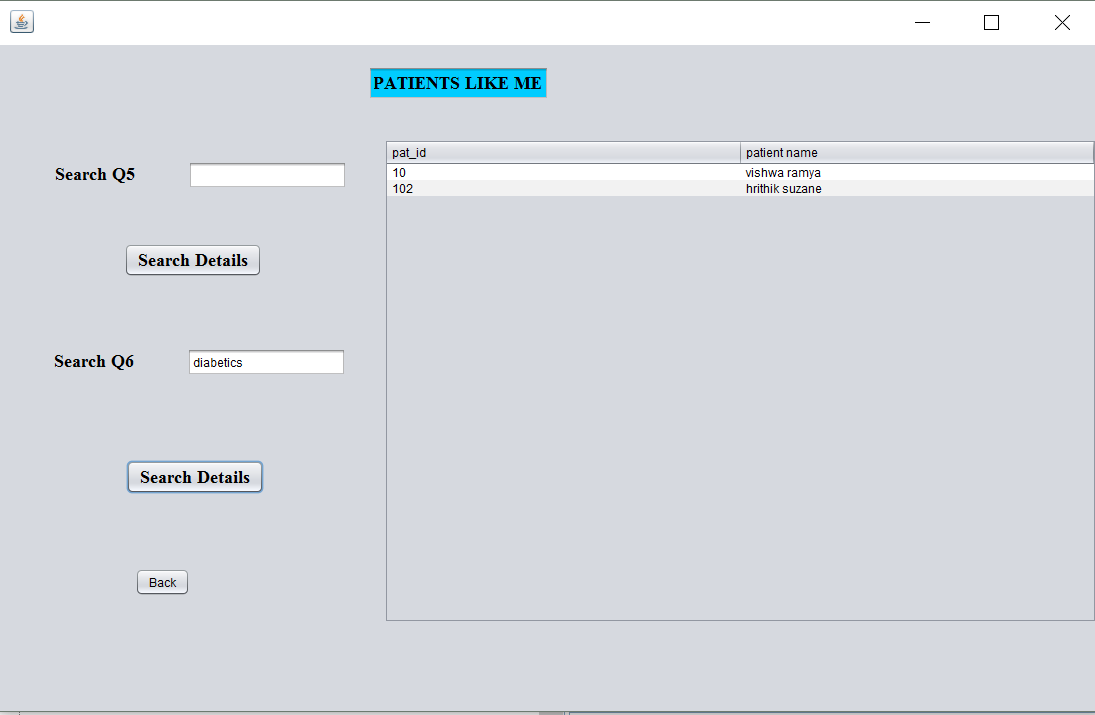 PATIENTS LIKE ME
Search Q5
Search Details
Search Q6 diabetics
Search Details
Back
pat_id patient name
10 vishwa ramya
102 hrithik suzane